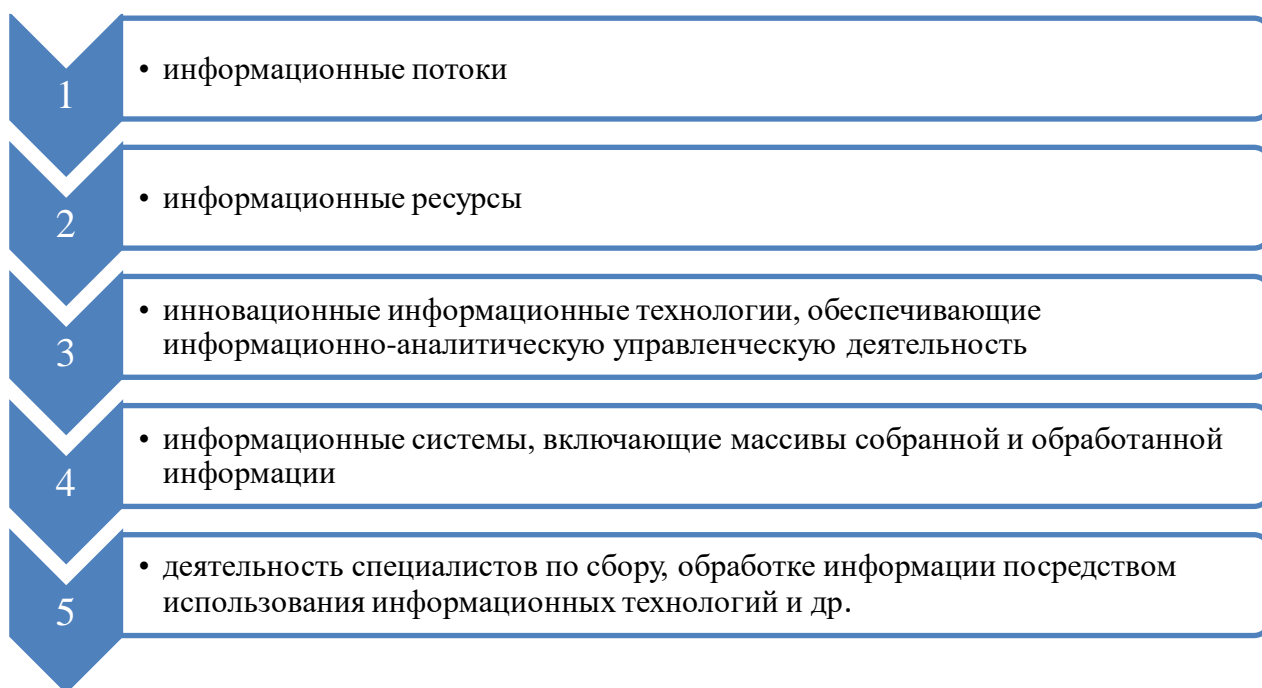 1
• информационные потоки
2
• информационные ресурсы
3
• инновационные информационные технологии, обеспечивающие
информационно-аналитическую управленческую деятельность
4
• информационные системы, включающие массивы собранной и обработанной
информации
5
• деятельность специалистов по сбору, обработке информации посредством
использования информационных технологий и др.